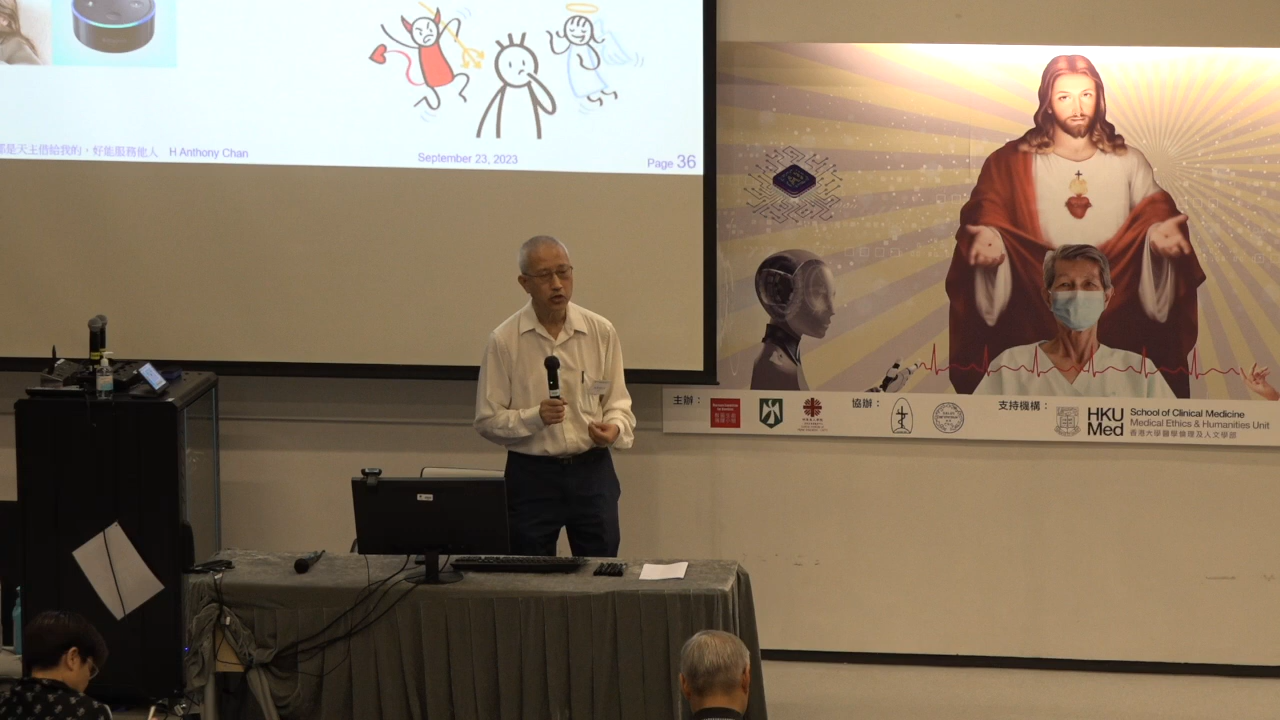 都是天主借給我的，好能服務他人 H Anthony Chan
September 23, 2023
Page 36
主辦：
協辦：
支持機構：
HKU
Med
School of Clinical Medicine
Medical Ethics & Humanities Unit
香港大學醫學倫理及人文學部